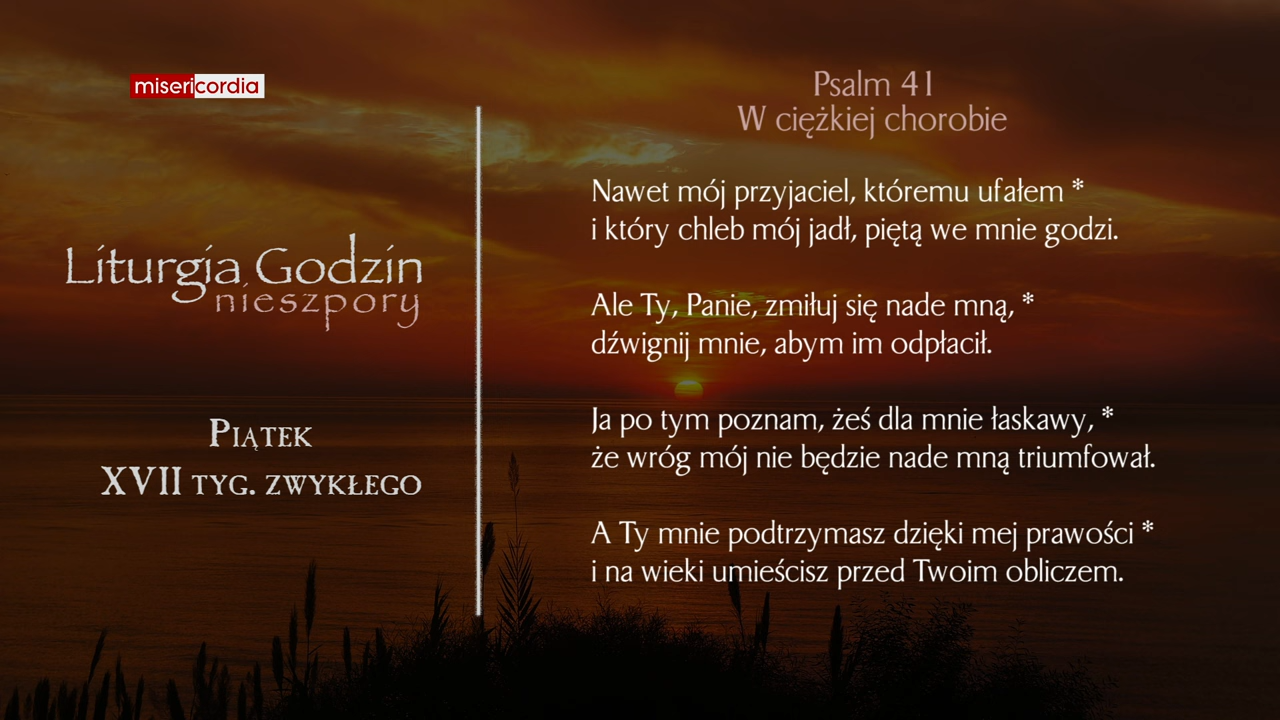 misericordia
Liturgia Godzin
nieszpory
Piątek
XVII tyg. zwykłego
Psalm 41
W ciężkiej chorobie
Nawet mój przyjaciel, któremu ufałem *
i który chleb mój jadł, piętą we mnie godzi.
Ale Ty, Panie, zmiłuj się nade mną, *
dźwignij mnie, abym im odpłacił.
Ja po tym poznam, żeś dla mnie łaskawy, *
że wróg mój nie będzie nade mną triumfował.
A Ty mnie podtrzymasz dzięki mej prawości *
i na wieki umieścisz przed Twoim obliczem.